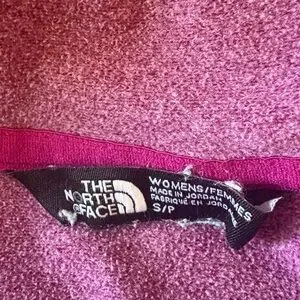 THE
NORTH
FACE
WOMENS/FEMMES
MADE IN JORDAN
FABRIQUÉ EN JORDANIE
S/P